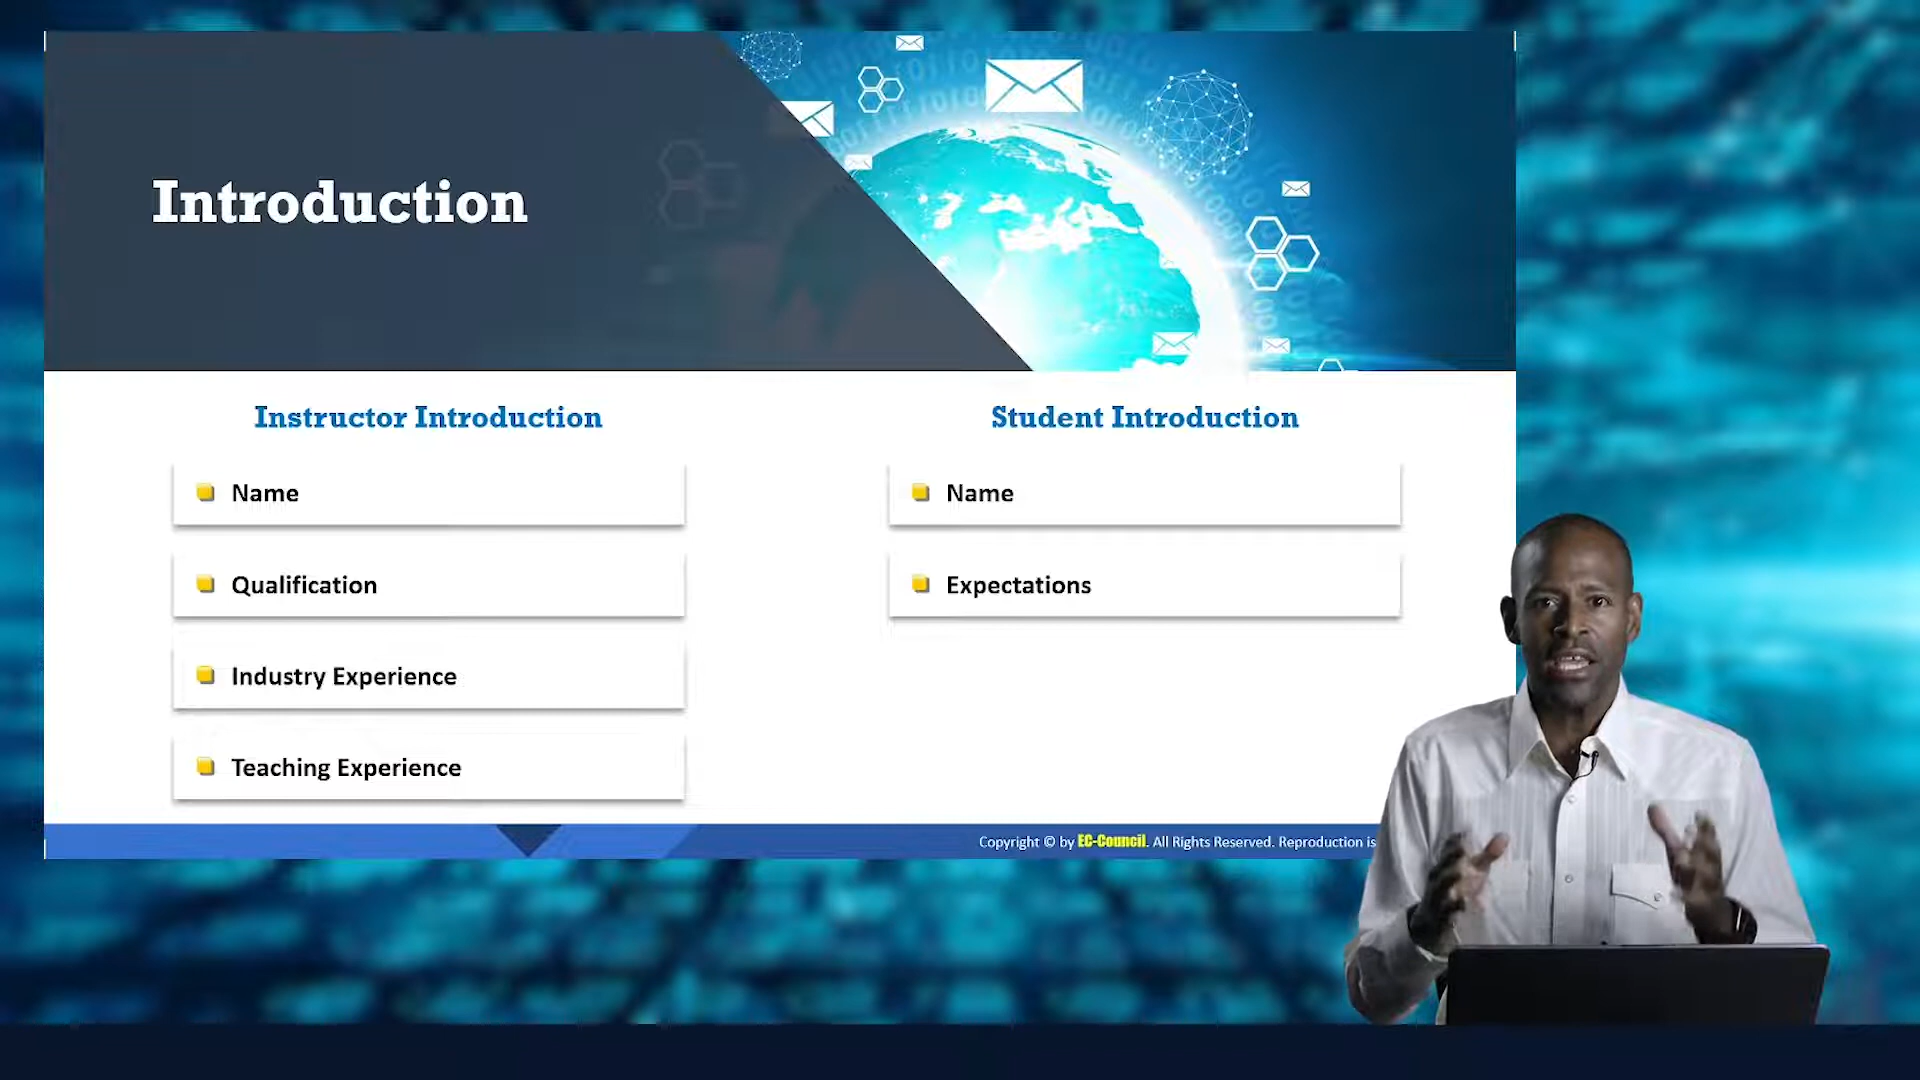 Introduction
Instructor Introduction
Name
Qualification
Industry Experience
Teaching Experience
Student Introduction
Name
Expectations
Copyright © by EC-Council. All Rights Reserved. Reproduction is